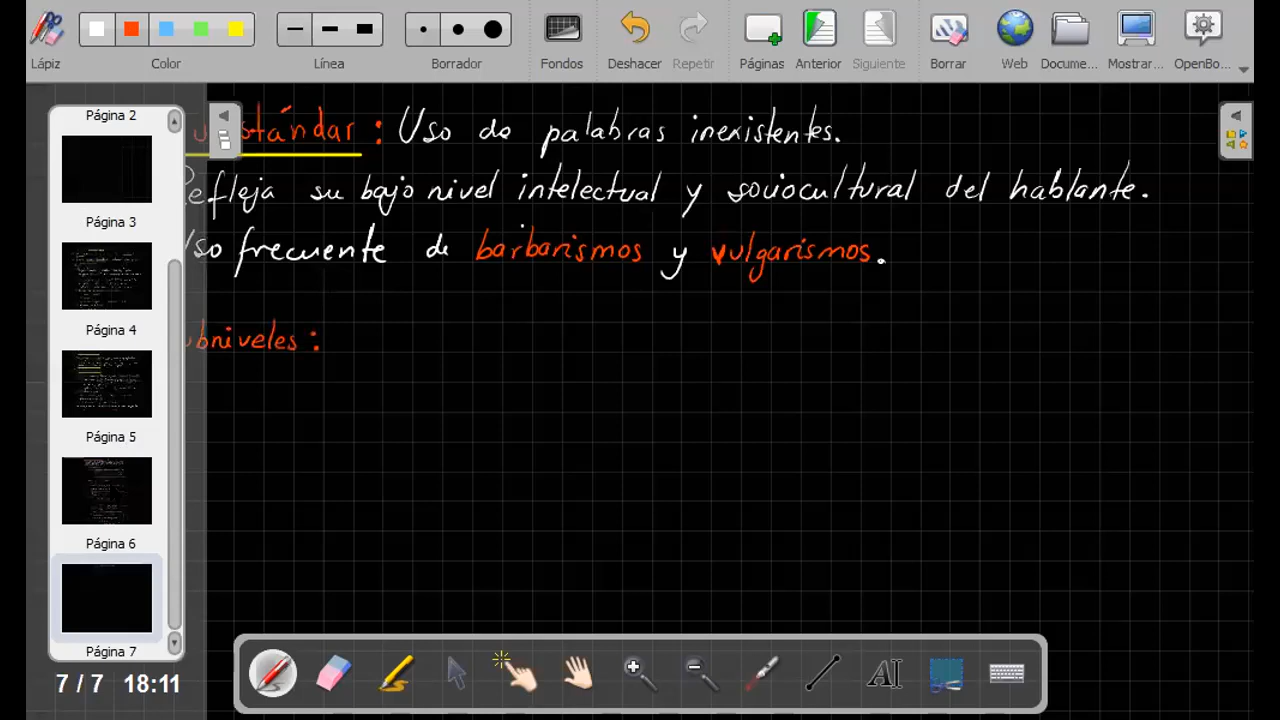 Lápiz
Color
Línea
Borrador
Fondos
Deshacer
Repetir
Páginas
Anterior
Siguiente
Borrar
Web
Docume...
Mostrar...
OpenBo...
Página 2
Página 3
Página 4
Página 5
Página 6
Página 7
7 / 7 18:11
stándar : Uso de palabras inexistentes.
efleja su bajo nivel intelectual y sociocultural del hablante.
so frecuente de barbarismos y vulgarismos.
bniveles :
AI